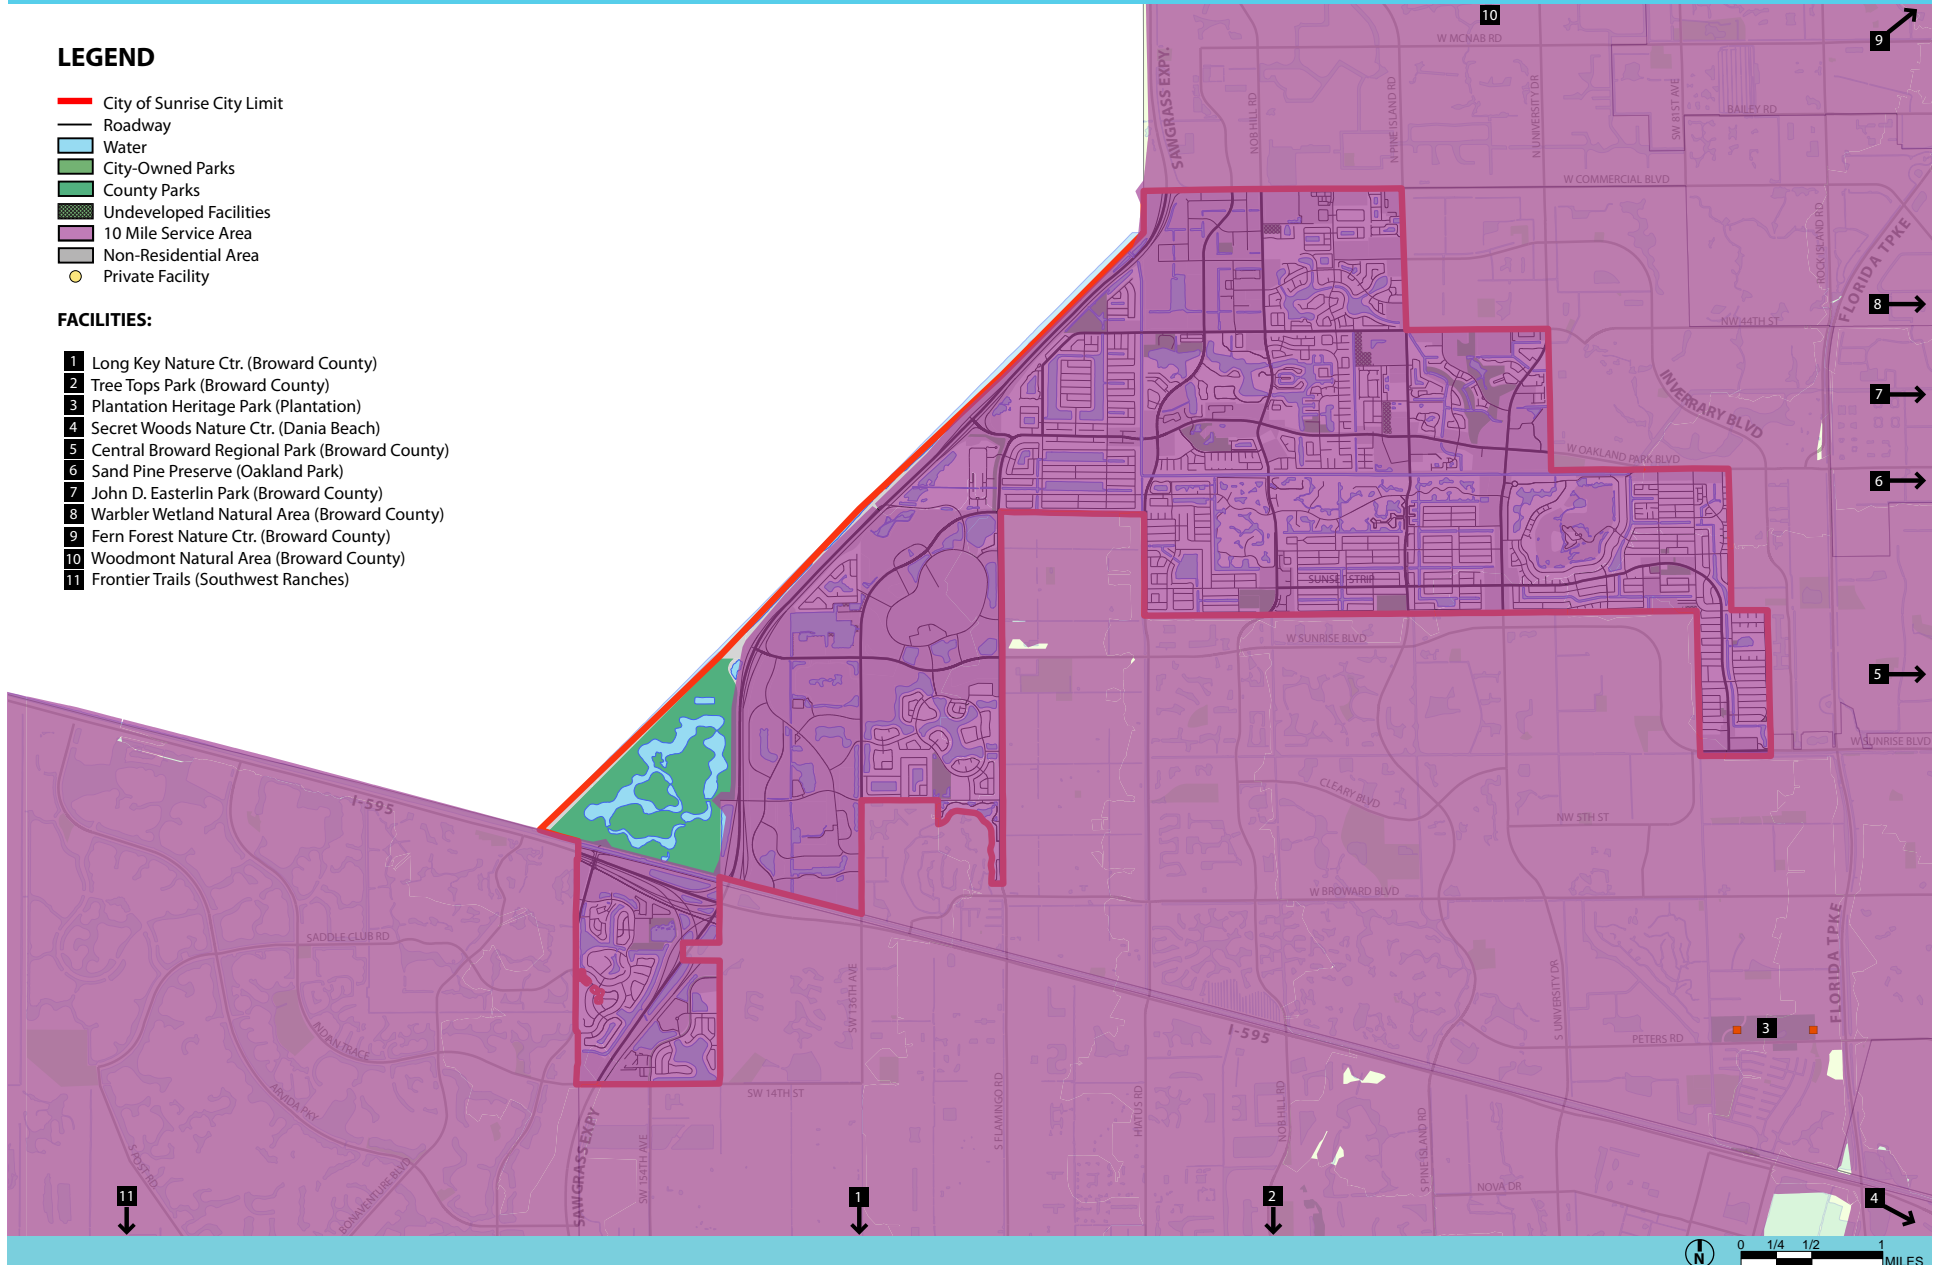 LEGEND
City of Sunrise City Limit
Roadway
Water
City-Owned Parks
County Parks
Undeveloped Facilities
10 Mile Service Area
Non-Residential Area
Private Facility
FACILITIES:
1 Long Key Nature Ctr. (Broward County)
2 Tree Tops Park (Broward County)
3 Plantation Heritage Park (Plantation)
4 Secret Woods Nature Ctr. (Dania Beach)
5 Central Broward Regional Park (Broward County)
6 Sand Pine Preserve (Oakland Park)
7 John D. Easterlin Park (Broward County)
8 Warbler Wetland Natural Area (Broward County)
9 Fern Forest Nature Ctr. (Broward County)
10 Woodmont Natural Area (Broward County)
11 Frontier Trails (Southwest Ranches)
10
9
W MCNAB RD
SAWGRASS EXPY.
NOB HILL RD
N PINE ISLAND RD
N UNIVERSITY DR
SW 81ST AVE
BAILEY RD
W COMMERCIAL BLVD
ROCK ISLAND RD
FLORIDA TPKE
8
NW 44TH ST
INVERRARY BLVD
7
W OAKLAND PARK BLVD
6
SUNSET STRIP
W SUNRISE BLVD
5
W SUNRISE BLVD
I-595
CLEARY BLVD
NW 5TH ST
W BROWARD BLVD
SADDLE CLUB RD
SW 136TH AVE
S UNIVERSITY DR
FLORIDA TPKE
INDIAN TRACE
I-595
3
PETERS RD
ARVIDA PKY
SW 14TH ST
S FLAMINGO RD
HIATUS RD
NOB HILL RD
S PINE ISLAND RD
S POST RD
BONAVENTURE BLVD
SAWGRASS EXPY
SW 154TH AVE
NOVA DR
11
1
2
4
N
0 1/4 1/2 1
MILES